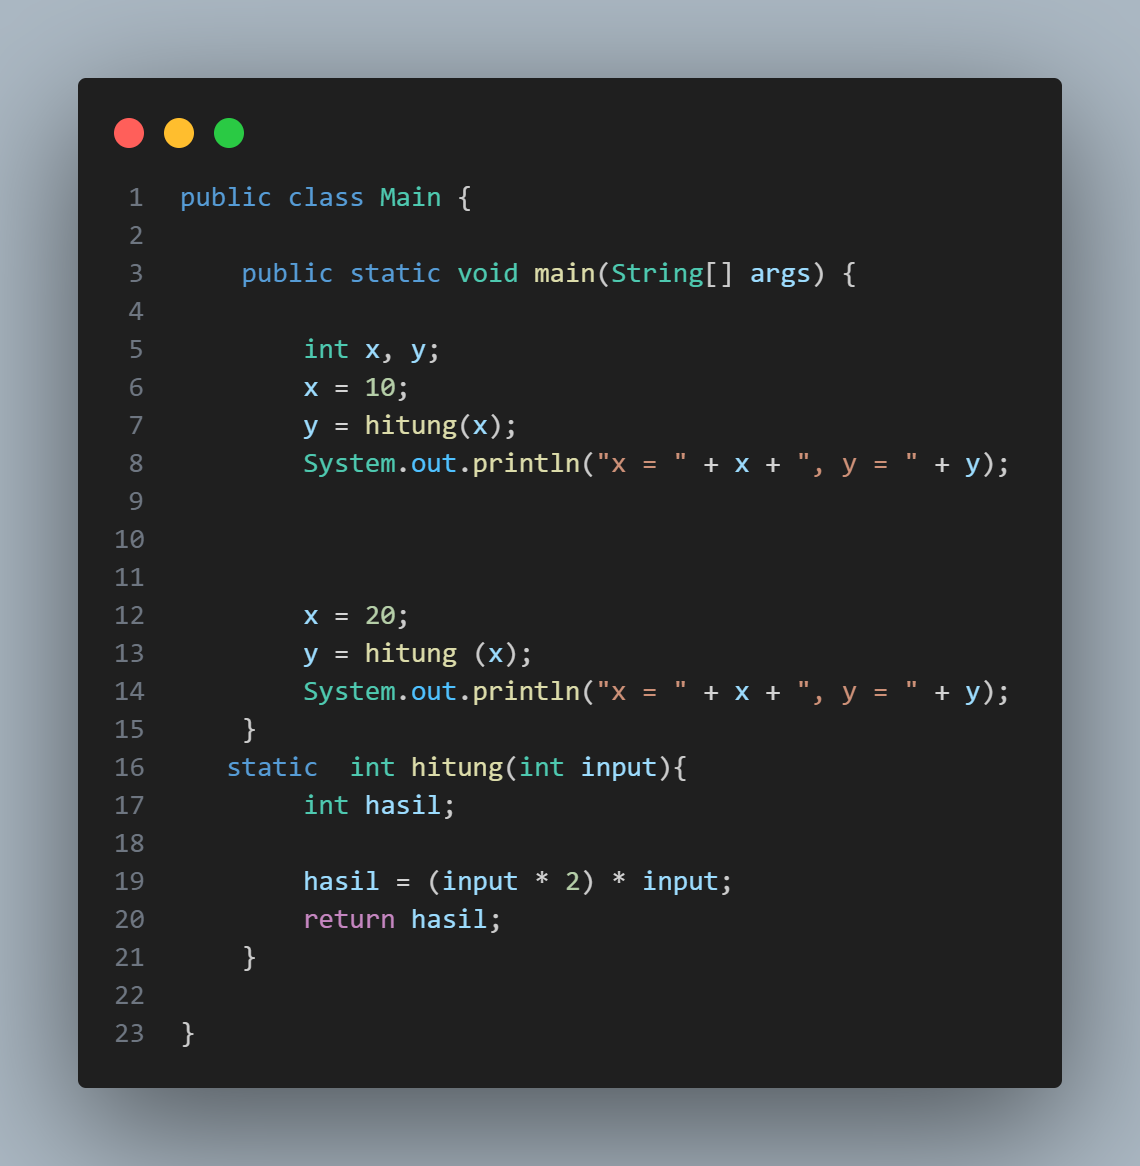 1 public class Main {
2
3     public static void main(String[] args) {
4
5         int x, y;
6         x = 10;
7         y = hitung(x);
8         System.out.println("x = " + x + ", y = " + y);
9
10
11
12         x = 20;
13         y = hitung (x);
14         System.out.println("x = " + x + ", y = " + y);
15     }
16    static  int hitung(int input){
17         int hasil;
18
19         hasil = (input * 2) * input;
20         return hasil;
21     }
22
23 }